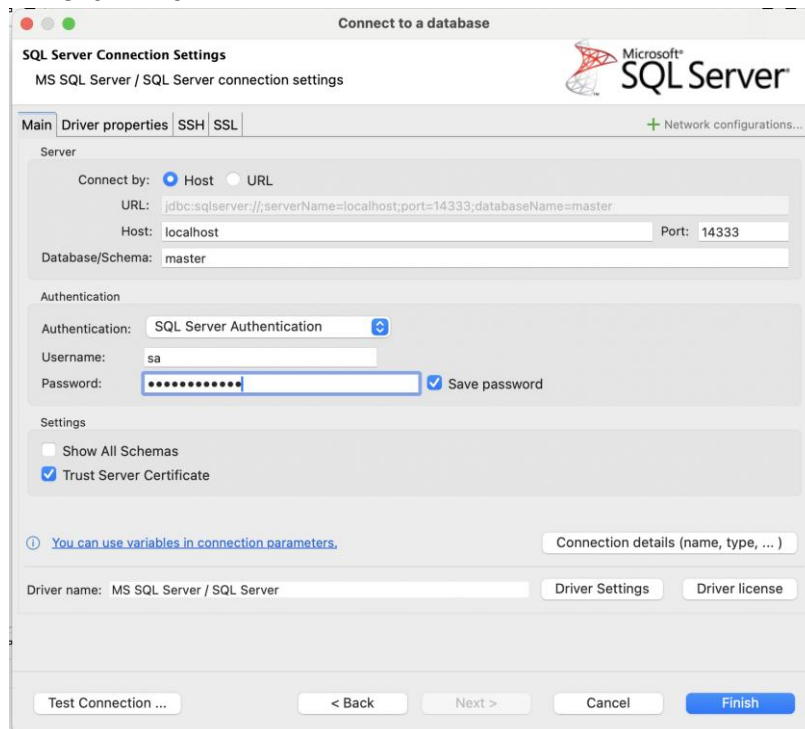 Connect to a database
SQL Server Connection Settings
MS SQL Server / SQL Server connection settings
Microsoft®
SQL Server®
Main Driver properties SSH SSL + Network configurations...
Server
Connect by: Host URL
URL: jdbc:sqlserver://;serverName=localhost;port=14333;databaseName=master
Host: localhost Port: 14333
Database/Schema: master
Authentication
Authentication: SQL Server Authentication
Username: sa
Password: •••••••••••• Save password
Settings
Show All Schemas
Trust Server Certificate
You can use variables in connection parameters. Connection details (name, type, ... )
Driver name: MS SQL Server / SQL Server Driver Settings Driver license
Test Connection ... < Back Next > Cancel Finish